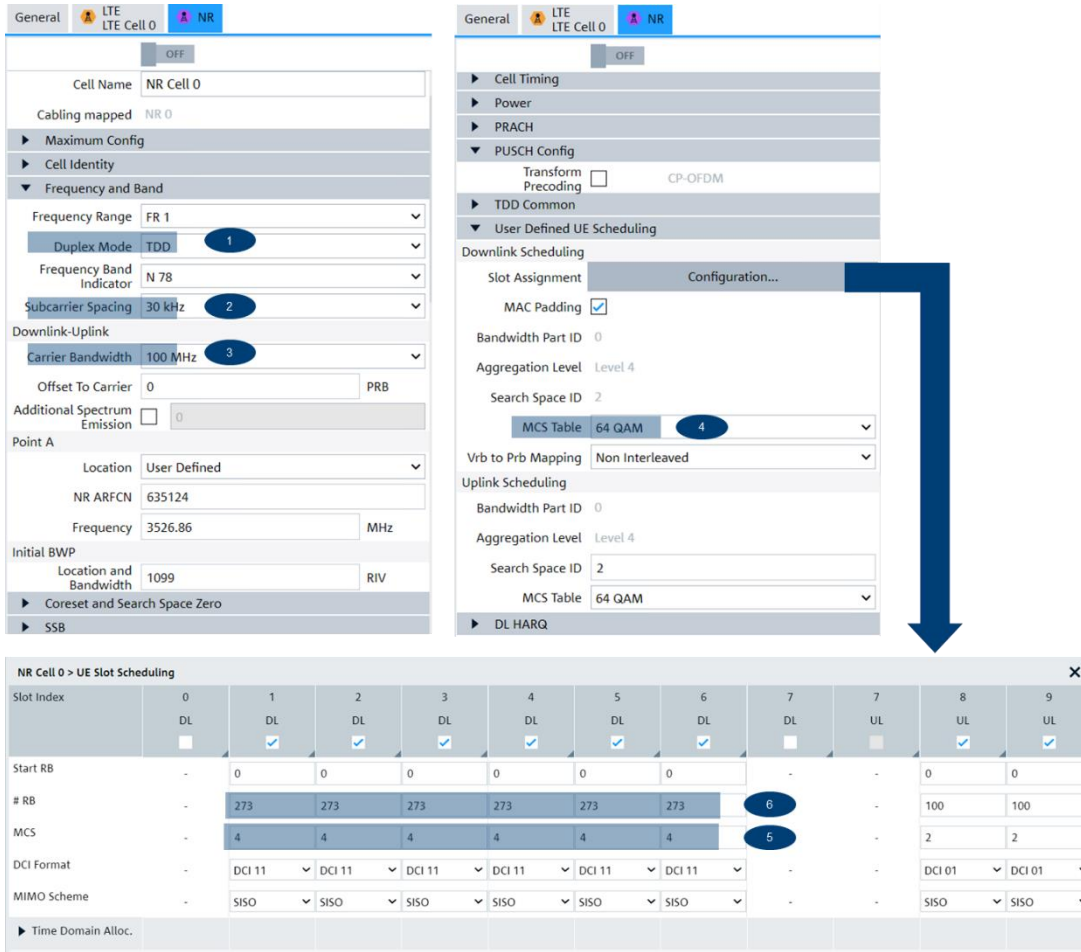 General
LTE
LTE Cell 0
NR
OFF
Cell Name NR Cell 0
Cabling mapped NR 0
Maximum Config
Cell Identity
Frequency and Band
Frequency Range FR 1
Duplex Mode TDD 1
Frequency Band
Indicator N 78
Subcarrier Spacing 30 kHz 2
Downlink-Uplink
Carrier Bandwidth 100 MHz 3
Offset To Carrier 0 PRB
Additional Spectrum
Emission 0
Point A
Location User Defined
NR ARFCN 635124
Frequency 3526.86 MHz
Initial BWP
Location and
Bandwidth 1099 RIV
Coreset and Search Space Zero
SSB
General
LTE
LTE Cell 0
NR
OFF
Cell Timing
Power
PRACH
PUSCH Config
Transform
Precoding CP-OFDM
TDD Common
User Defined UE Scheduling
Downlink Scheduling
Slot Assignment Configuration...
MAC Padding
Bandwidth Part ID 0
Aggregation Level Level 4
Search Space ID 2
MCS Table 64 QAM 4
Vrb to Prb Mapping Non Interleaved
Uplink Scheduling
Bandwidth Part ID 0
Aggregation Level Level 4
Search Space ID 2
MCS Table 64 QAM
DL HARQ
NR Cell 0 > UE Slot Scheduling
Slot Index 0 1 2 3 4 5 6 7 7 8 9
DL DL DL DL DL DL DL DL UL UL UL
Start RB - 0 0 0 0 0 0 - - 0 0
# RB - 273 273 273 273 273 273 6 - 100 100
MCS - 4 4 4 4 4 4 5 - 2 2
DCI Format - DCI 11 DCI 11 DCI 11 DCI 11 DCI 11 DCI 11 - - DCI 01 DCI 01
MIMO Scheme - SISO SISO SISO SISO SISO SISO - - SISO SISO
Time Domain Alloc.